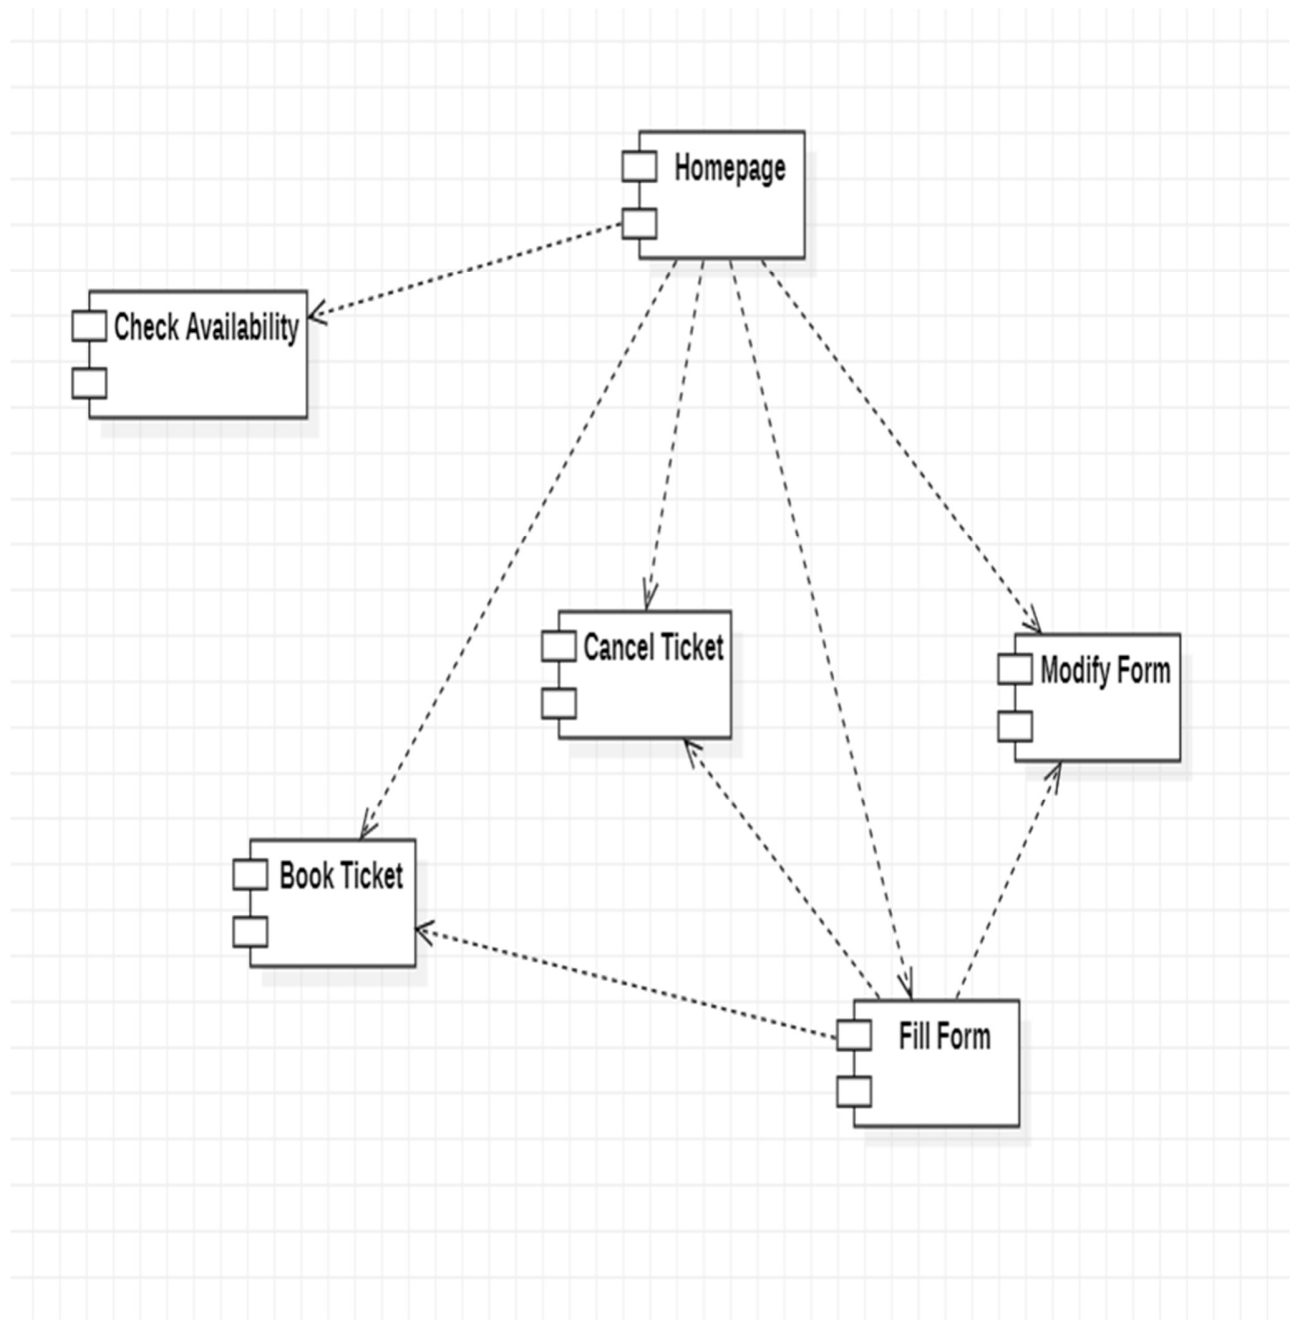 Homepage
Check Availability
Cancel Ticket
Modify Form
Book Ticket
Fill Form